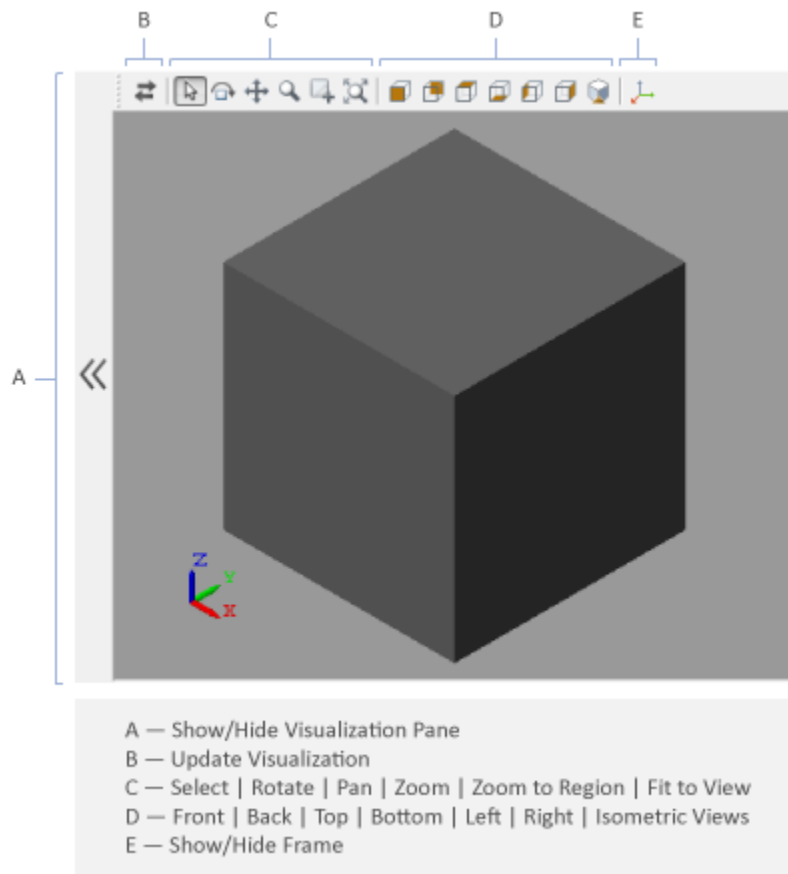 B C D E
A
Z
Y
X
A — Show/Hide Visualization Pane
B — Update Visualization
C — Select | Rotate | Pan | Zoom | Zoom to Region | Fit to View
D — Front | Back | Top | Bottom | Left | Right | Isometric Views
E — Show/Hide Frame